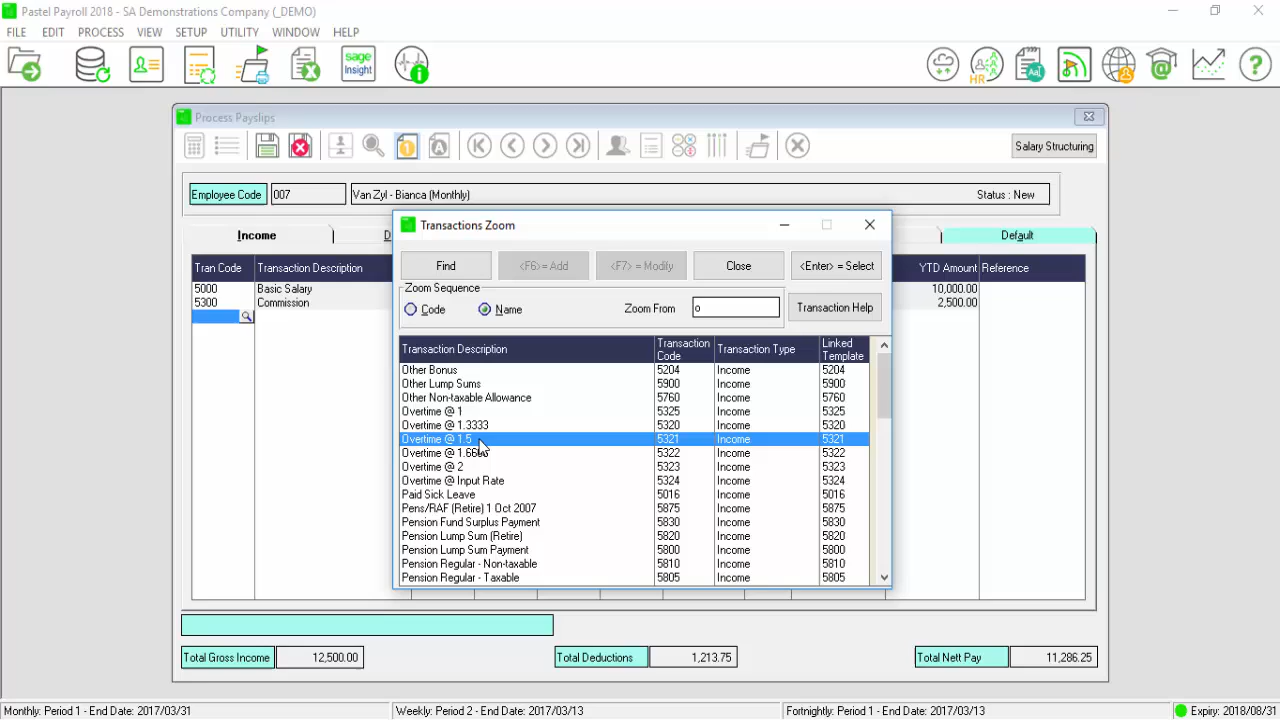 Pastel Payroll 2018 - SA Demonstrations Company (_DEMO)
FILE EDIT PROCESS VIEW SETUP UTILITY WINDOW HELP
sage Insight
HR
Process Payslips
Salary Structuring
Employee Code 007 Van Zyl - Bianca (Monthly) Status : New
Income D Default
Tran Code Transaction Description YTD Amount Reference
5000 Basic Salary 10,000.00
5300 Commission 2,500.00
Transactions Zoom
Find <F6>= Add <F7> = Modify Close <Enter> = Select
Zoom Sequence
Code Name Zoom From o Transaction Help
Transaction Description Transaction Code Transaction Type Linked Template
Other Bonus 5204 Income 5204
Other Lump Sums 5900 Income 5900
Other Non-taxable Allowance 5760 Income 5760
Overtime @ 1 5325 Income 5325
Overtime @ 1.3333 5320 Income 5320
Overtime @ 1.5 5321 Income 5321
Overtime @ 5322 Income 5322
Overtime @ 2 5323 Income 5323
Overtime @ Input Rate 5324 Income 5324
Paid Sick Leave 5016 Income 5016
Pens/RAF (Retire) 1 Oct 2007 5875 Income 5875
Pension Fund Surplus Payment 5830 Income 5830
Pension Lump Sum (Retire) 5820 Income 5820
Pension Lump Sum Payment 5800 Income 5800
Pension Regular - Non-taxable 5810 Income 5810
Pension Regular - Taxable 5805 Income 5805
Total Gross Income 12,500.00 Total Deductions 1,213.75 Total Nett Pay 11,286.25
Monthly: Period 1 - End Date: 2017/03/31 Weekly: Period 2 - End Date: 2017/03/13 Fortnightly: Period 1 - End Date: 2017/03/13 Expiry: 2018/08/31